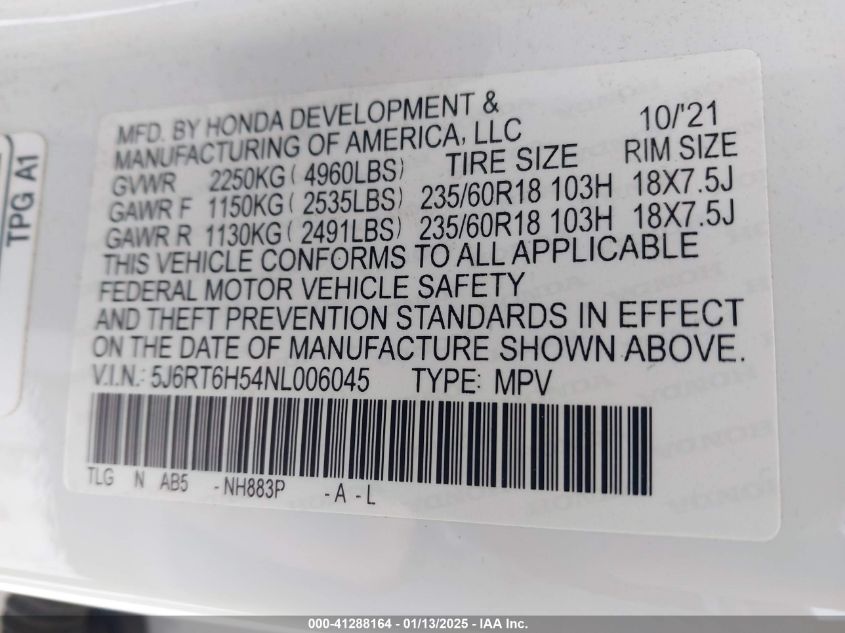 MFD. BY HONDA DEVELOPMENT & 10/'21
MANUFACTURING OF AMERICA, LLC
GVWR 2250KG ( 4960LBS) TIRE SIZE RIM SIZE
GAWR F 1150KG ( 2535LBS) 235/60R18 103H 18X7.5J
GAWR R 1130KG ( 2491LBS) 235/60R18 103H 18X7.5J
THIS VEHICLE CONFORMS TO ALL APPLICABLE
FEDERAL MOTOR VEHICLE SAFETY
AND THEFT PREVENTION STANDARDS IN EFFECT
ON THE DATE OF MANUFACTURE SHOWN ABOVE.
V.I.N.: 5J6RT6H54NL006045 TYPE: MPV
TLG N AB5 -NH883P -A -L
TPG A1
000-41288164 - 01/13/2025 - IAA Inc.